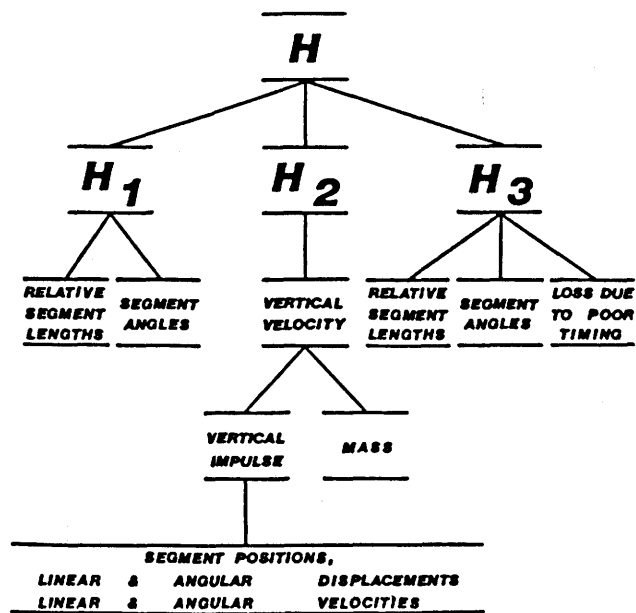 H
H1 H2 H3
RELATIVE SEGMENT LENGTHS
SEGMENT ANGLES
VERTICAL VELOCITY
RELATIVE SEGMENT LENGTHS
SEGMENT ANGLES
LOSS DUE TO POOR TIMING
VERTICAL IMPULSE
MASS
SEGMENT POSITIONS,
LINEAR & ANGULAR DISPLACEMENTS
LINEAR & ANGULAR VELOCITIES